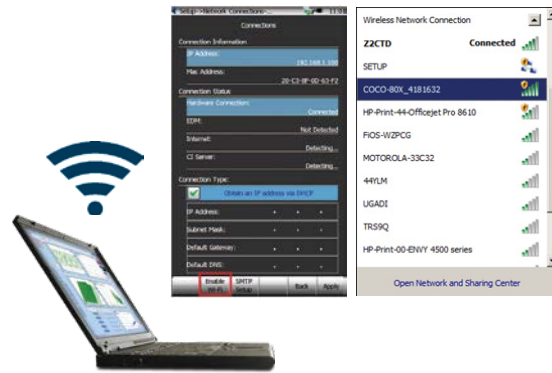 Setup->Network Connections-...
Connections
Connection Information
IP Address:
192.168.1.100
Mac Address:
20-C3-8F-0D-63-F2
Connection Status
Hardware Connection:
Connected
EDM:
Not Detected
Internet:
Detecting...
CI Server:
Detecting...
Connection Type:
Obtain an IP address via DHCP
IP Address: . . .
Subnet Mask: . . .
Default Gateway: . . .
Default DNS: . . .
Enable Wi-Fi
SMTP Setup
Back
Apply
Wireless Network Connection
Z2CTD Connected
SETUP
COCO-80X_4181632
HP-Print-44-Officejet Pro 8610
FiOS-WZPCG
MOTOROLA-33C32
44YLM
UGADI
TRS9Q
HP-Print-00-ENVY 4500 series
Open Network and Sharing Center